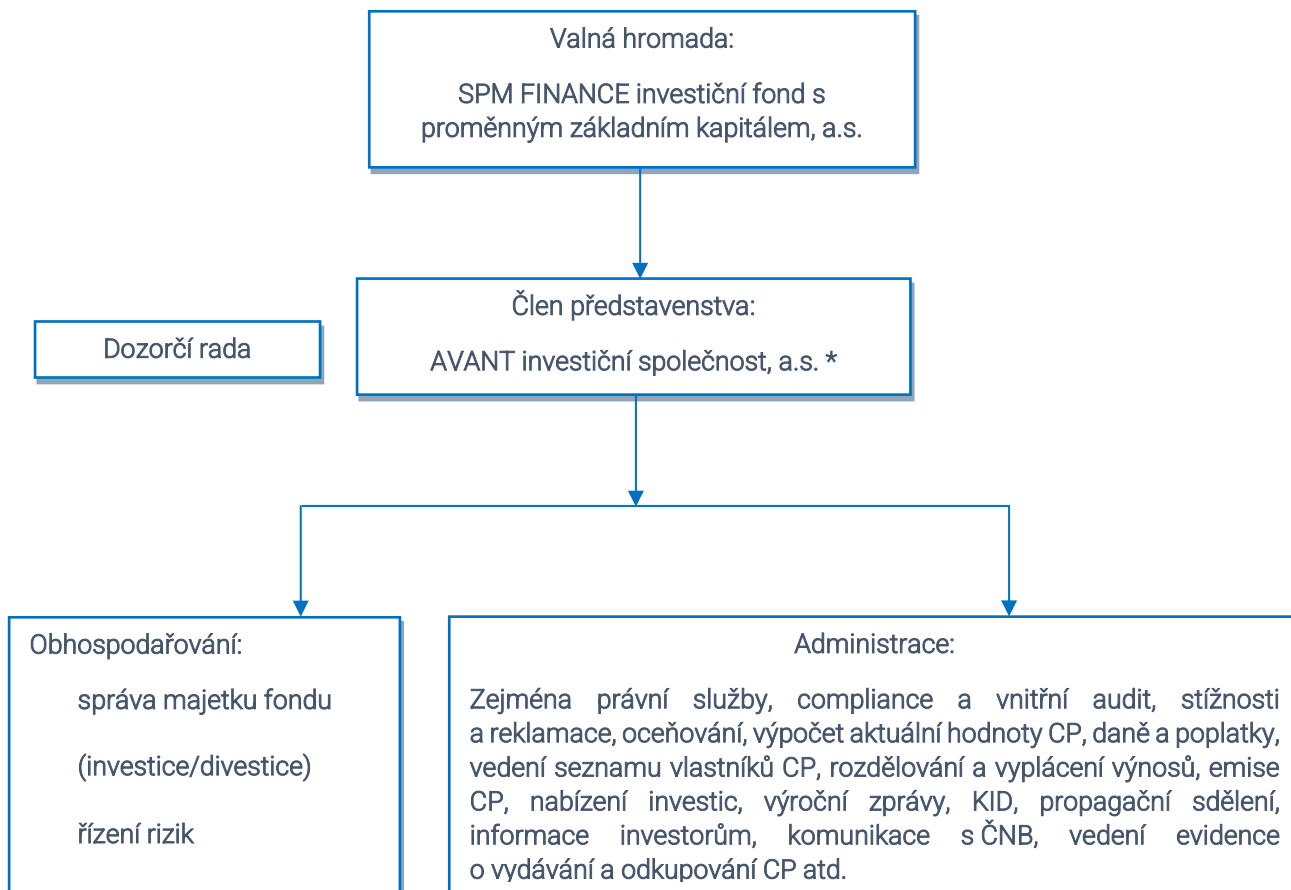 Valná hromada:
SPM FINANCE investiční fond s
proměnným základním kapitálem, a.s.
Člen představenstva:
AVANT investiční společnost, a.s. *
Dozorčí rada
Obhospodařování:
správa majetku fondu
(investice/divestice)
řízení rizik
Administrace:
Zejména právní služby, compliance a vnitřní audit, stížnosti
a reklamace, oceňování, výpočet aktuální hodnoty CP, daně a poplatky,
vedení seznamu vlastníků CP, rozdělování a vyplácení výnosů, emise
CP, nabízení investic, výroční zprávy, KID, propagační sdělení,
informace investorům, komunikace s ČNB, vedení evidence
o vydávání a odkupování CP atd.